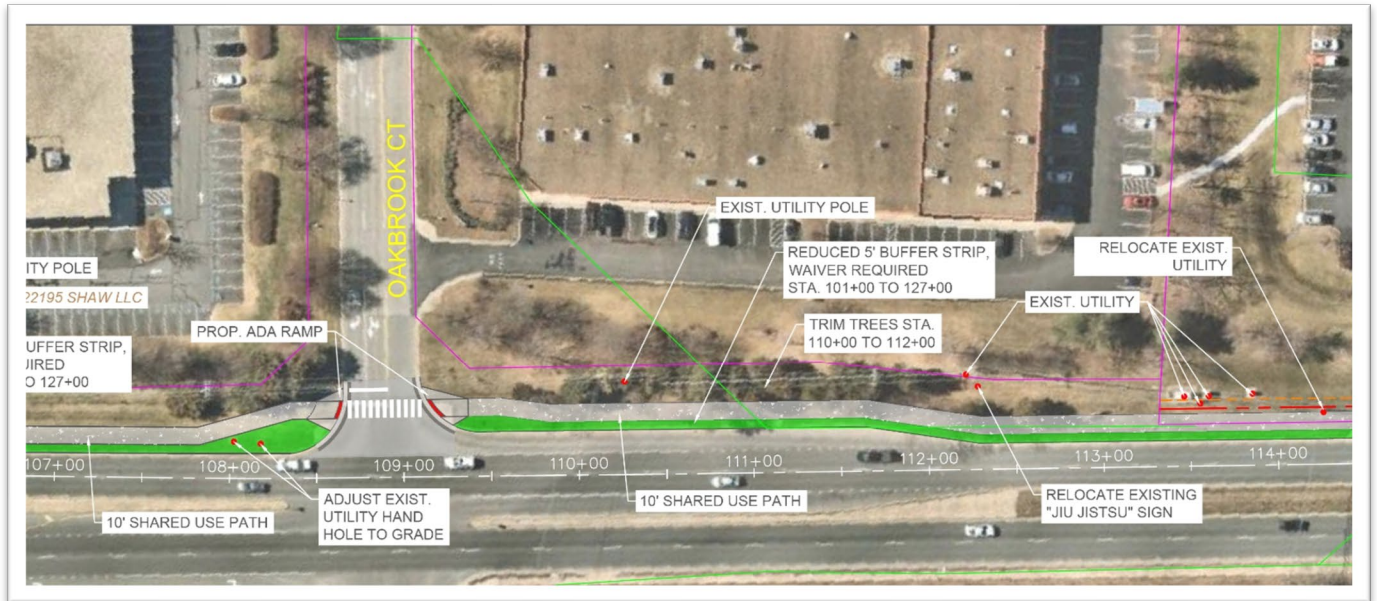 OAKBROOK CT
EXIST. UTILITY POLE
REDUCED 5' BUFFER STRIP,
WAIVER REQUIRED
STA. 101+00 TO 127+00
RELOCATE EXIST.
UTILITY
ITY POLE
22195 SHAW LLC
EXIST. UTILITY
PROP. ADA RAMP
TRIM TREES STA.
110+00 TO 112+00
UFFER STRIP,
IRED
O 127+00
107+00
108+00
109+00
110+00
111+00
112+00
113+00
114+00
10' SHARED USE PATH
ADJUST EXIST.
UTILITY HAND
HOLE TO GRADE
10' SHARED USE PATH
RELOCATE EXISTING
"JIU JISTSU" SIGN